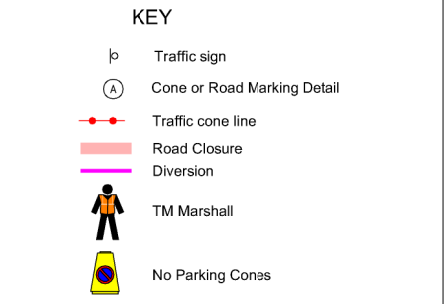 KEY
Traffic sign
A
Cone or Road Marking Detail
Traffic cone line
Road Closure
Diversion
TM Marshall
No Parking Cones